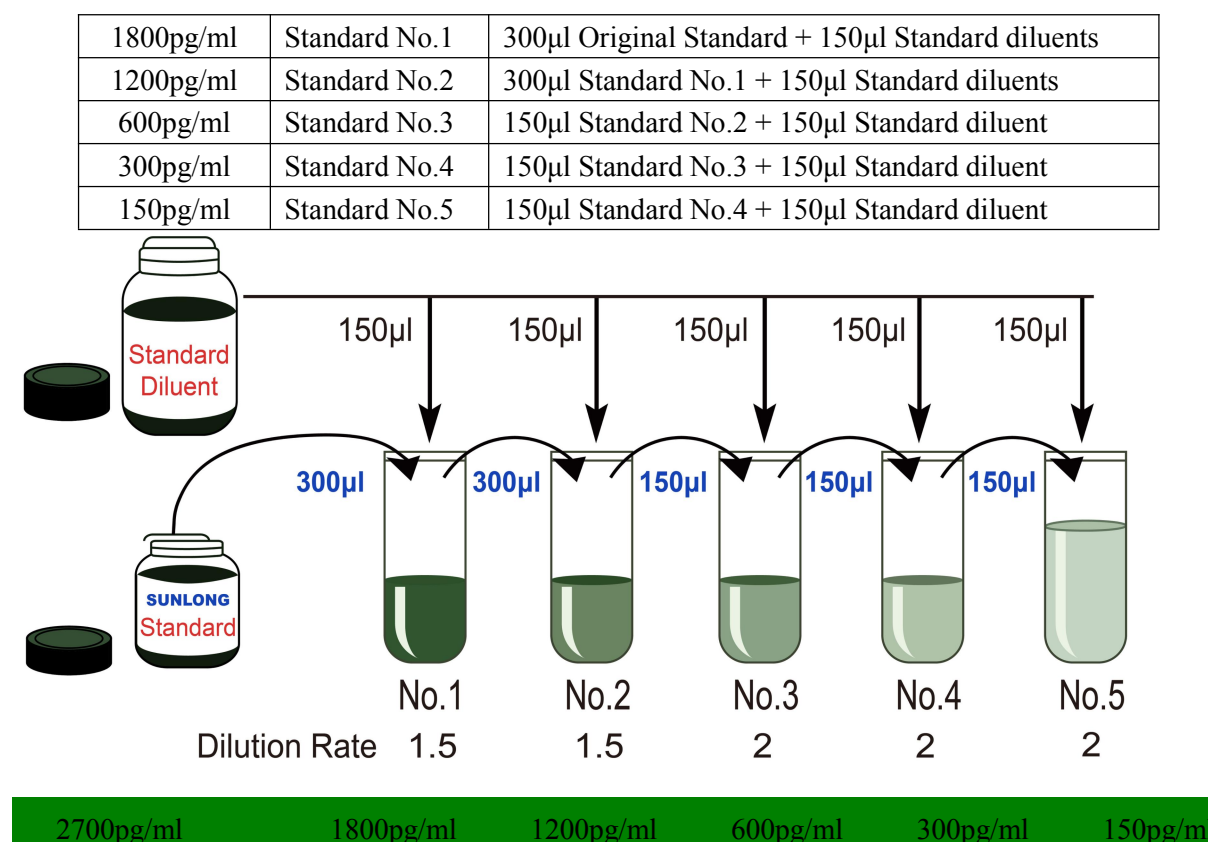 1800pg/ml Standard No.1 300μl Original Standard + 150μl Standard diluents
1200pg/ml Standard No.2 300μl Standard No.1 + 150μl Standard diluents
600pg/ml Standard No.3 150μl Standard No.2 + 150μl Standard diluent
300pg/ml Standard No.4 150μl Standard No.3 + 150μl Standard diluent
150pg/ml Standard No.5 150μl Standard No.4 + 150μl Standard diluent
150μl 150μl 150μl 150μl 150μl
Standard
Diluent
300μl 300μl 150μl 150μl 150μl
SUNLONG
Standard
No.1 No.2 No.3 No.4 No.5
Dilution Rate 1.5 1.5 2 2 2
2700pg/ml 1800pg/ml 1200pg/ml 600pg/ml 300pg/ml 150pg/m